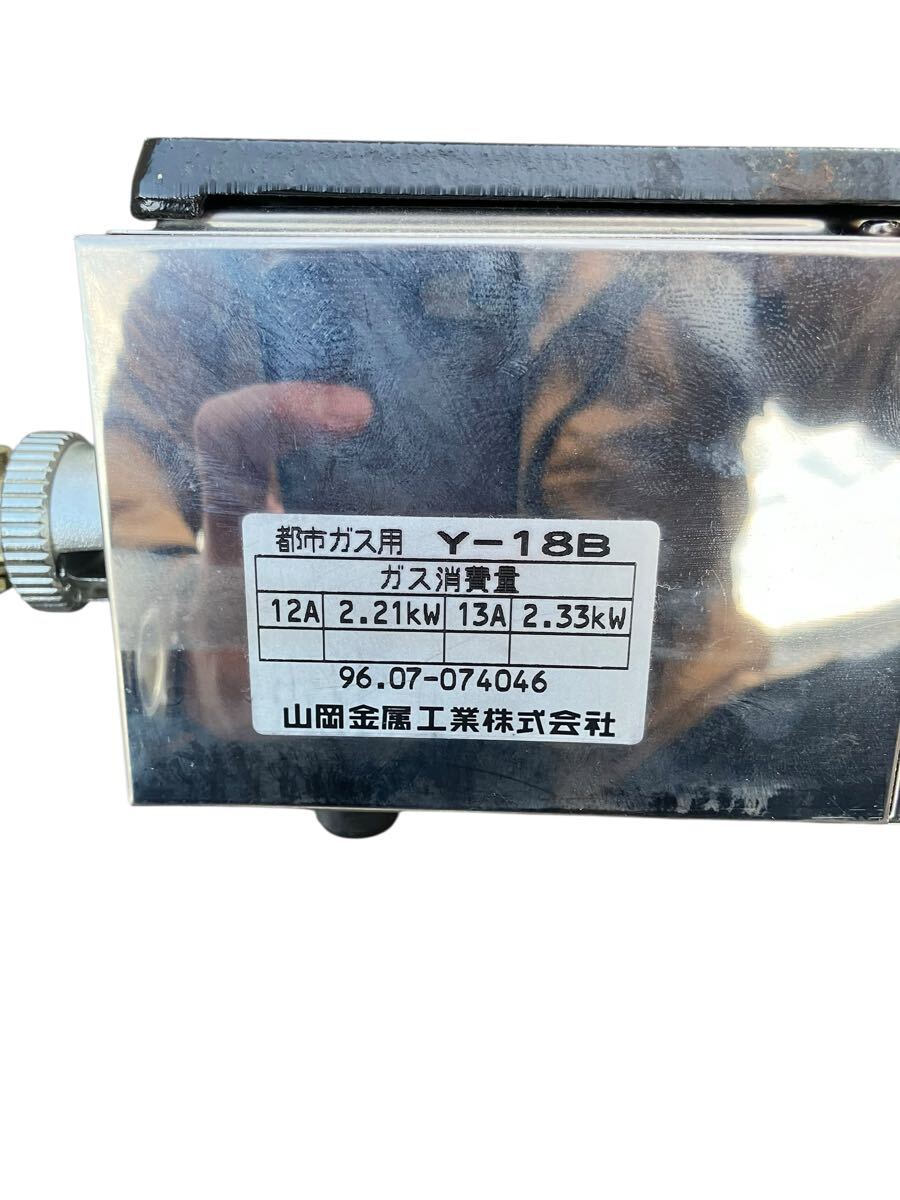 都市ガス用 Y-18B
ガス消費量
12A 2.21kW 13A 2.33kW
96.07-074046
山岡金属工業株式会社